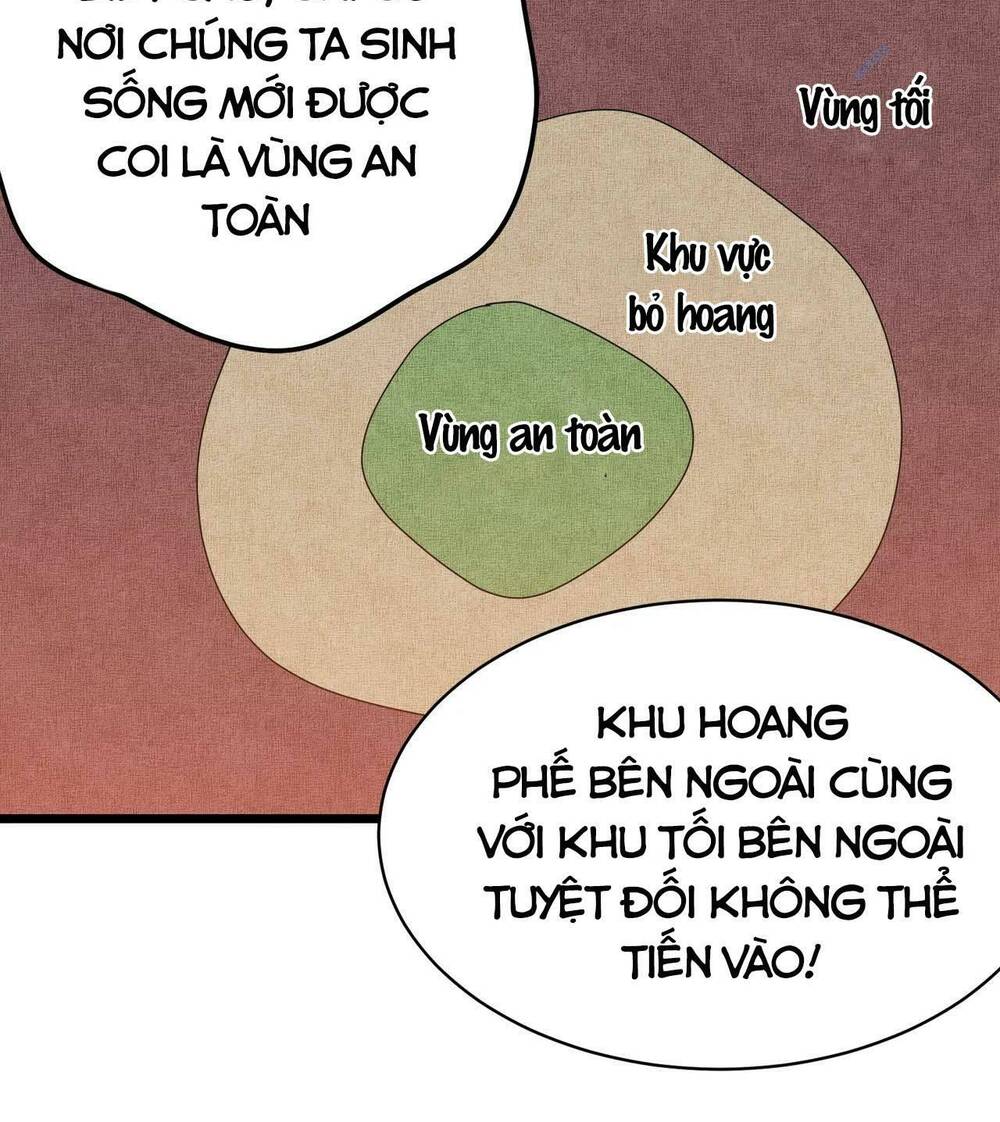 NƠI CHÚNG TA SINH
SỐNG MỚI ĐƯỢC
COI LÀ VÙNG AN
TOÀN
Vùng tối
Khu vực
bỏ hoang
Vùng an toàn
KHU HOANG
PHẾ BÊN NGOÀI CÙNG
VỚI KHU TỐI BÊN NGOÀI
TUYỆT ĐỐI KHÔNG THỂ
TIẾN VÀO!